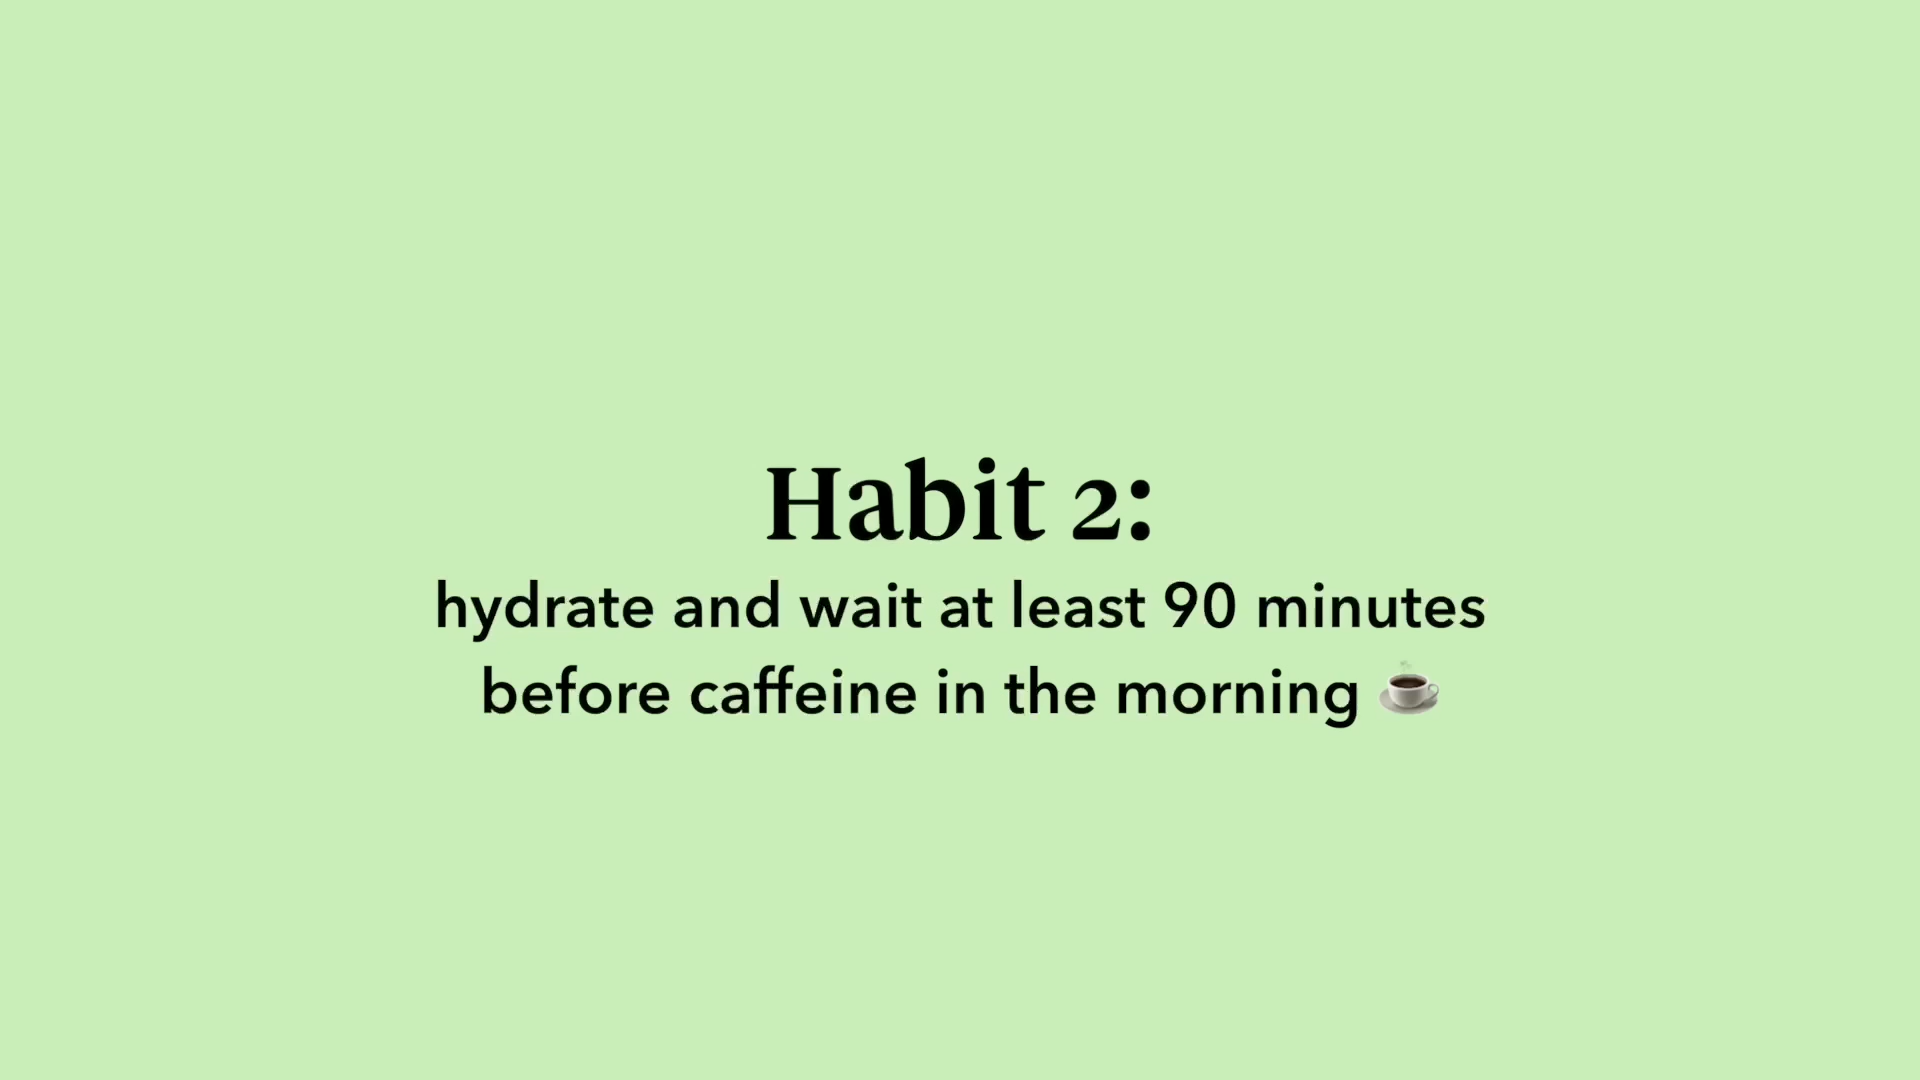 Habit 2:
hydrate and wait at least 90 minutes
before caffeine in the morning ☕